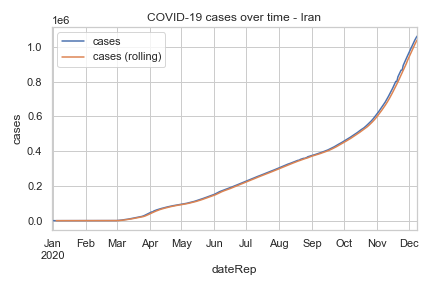 COVID-19 cases over time - Iran
1e6
cases
cases (rolling)
1.0
0.8
0.6
0.4
0.2
0.0
cases
Jan Feb Mar Apr May Jun Jul Aug Sep Oct Nov Dec
2020
dateRep